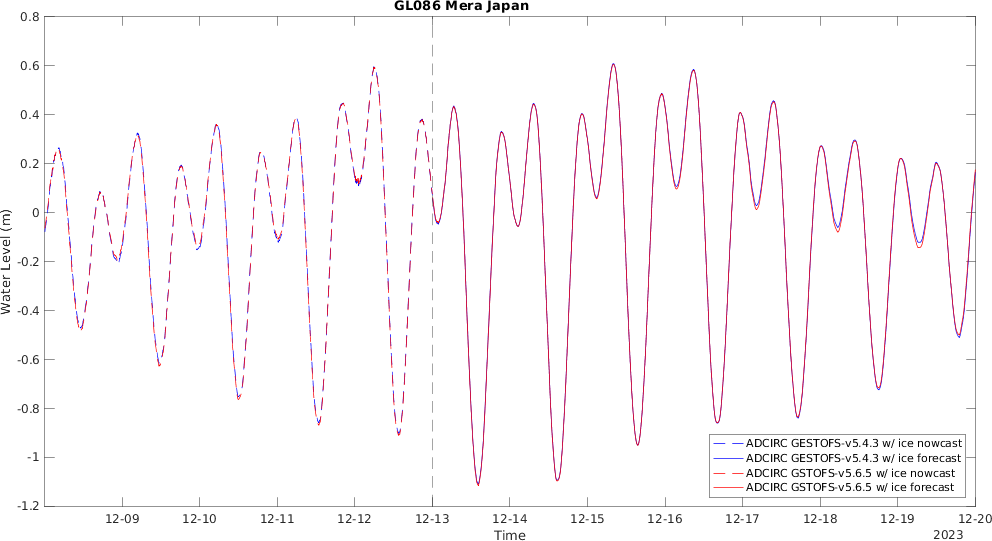 GL086 Mera Japan
0.8
0.6
0.4
0.2
0
-0.2
-0.4
-0.6
-0.8
-1
-1.2
Water Level (m)
ADCIRC GESTOFS-v5.4.3 w/ ice nowcast
ADCIRC GESTOFS-v5.4.3 w/ ice forecast
ADCIRC GSTOFS-v5.6.5 w/ ice nowcast
ADCIRC GSTOFS-v5.6.5 w/ ice forecast
12-09 12-10 12-11 12-12 12-13 12-14 12-15 12-16 12-17 12-18 12-19 12-20
Time
2023